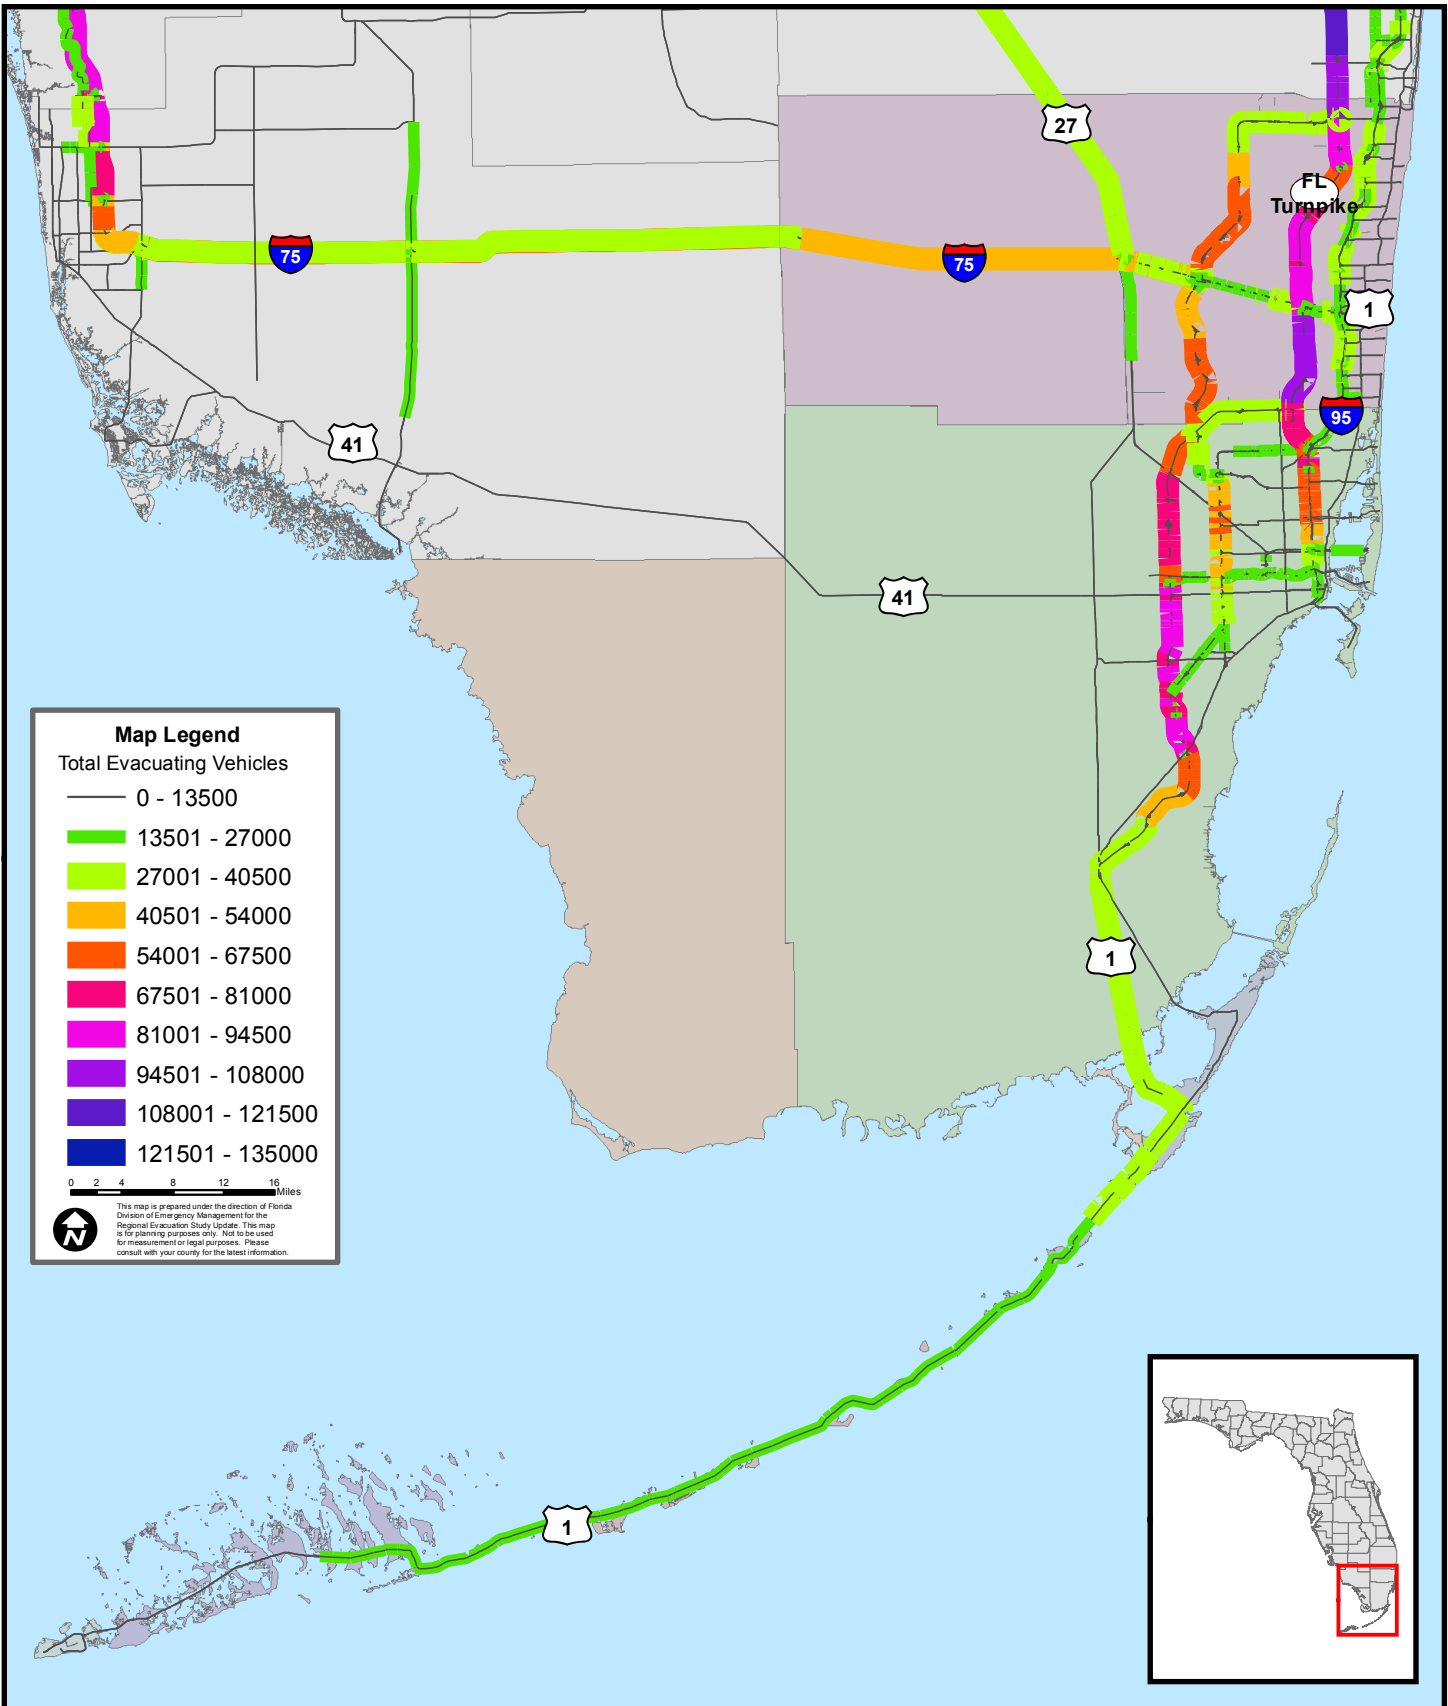 27
FL
Turnpike
75
75
1
95
41
41
1
1
Map Legend
Total Evacuating Vehicles
0 - 13500
13501 - 27000
27001 - 40500
40501 - 54000
54001 - 67500
67501 - 81000
81001 - 94500
94501 - 108000
108001 - 121500
121501 - 135000
0 2 4 8 12 16
Miles
N
This map is prepared under the direction of Florida
Division of Emergency Management for the
Regional Evacuation Study Update. This map
is for planning purposes only. Not to be used
for measurement or legal purposes. Please
consult with your county for the latest information.